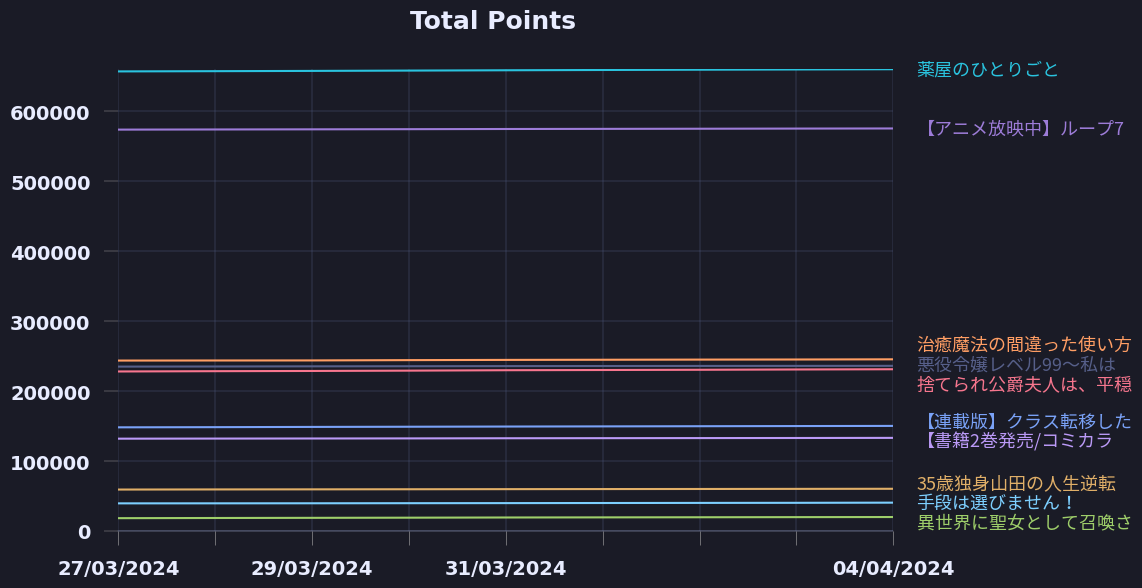 Total Points
薬屋のひとりごと
600000
【アニメ放映中】ループ7
500000
400000
300000
治癒魔法の間違った使い方
悪役令嬢レベル99～私は
捨てられ公爵夫人は、平穏
200000
【連載版】クラス転移した
【書籍2巻発売/コミカラ
100000
35歳独身山田の人生逆転
手段は選びません！
異世界に聖女として召喚さ
0
27/03/2024 29/03/2024 31/03/2024 04/04/2024